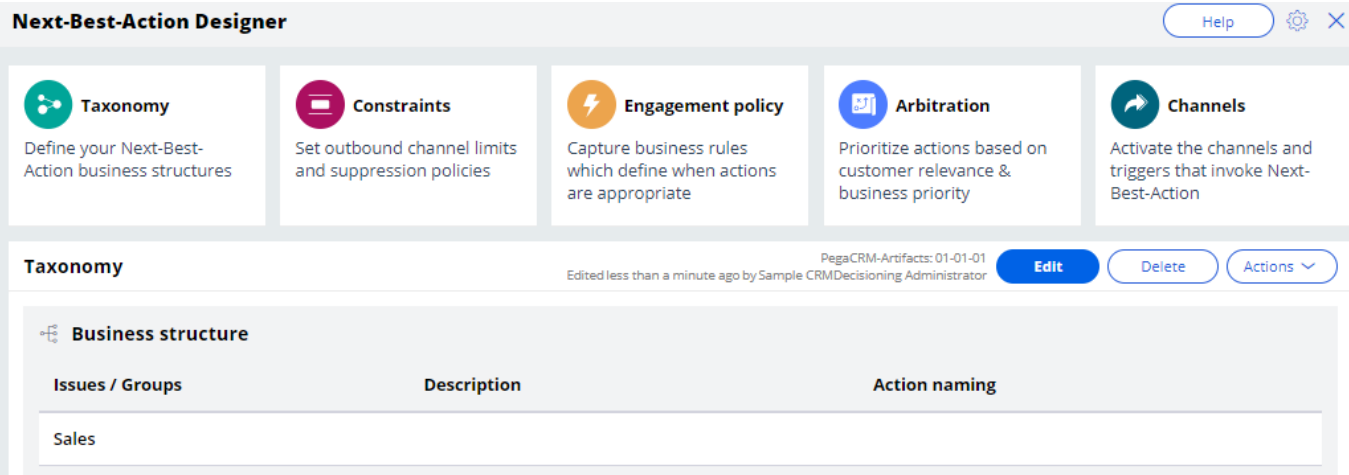 Next-Best-Action Designer
Help
Taxonomy
Define your Next-Best-
Action business structures
Constraints
Set outbound channel limits
and suppression policies
Engagement policy
Capture business rules
which define when actions
are appropriate
Arbitration
Prioritize actions based on
customer relevance &
business priority
Channels
Activate the channels and
triggers that invoke Next-
Best-Action
Taxonomy
PegaCRM-Artifacts: 01-01-01
Edited less than a minute ago by Sample CRMDecisioning Administrator
Edit
Delete
Actions
Business structure
Issues / Groups
Description
Action naming
Sales